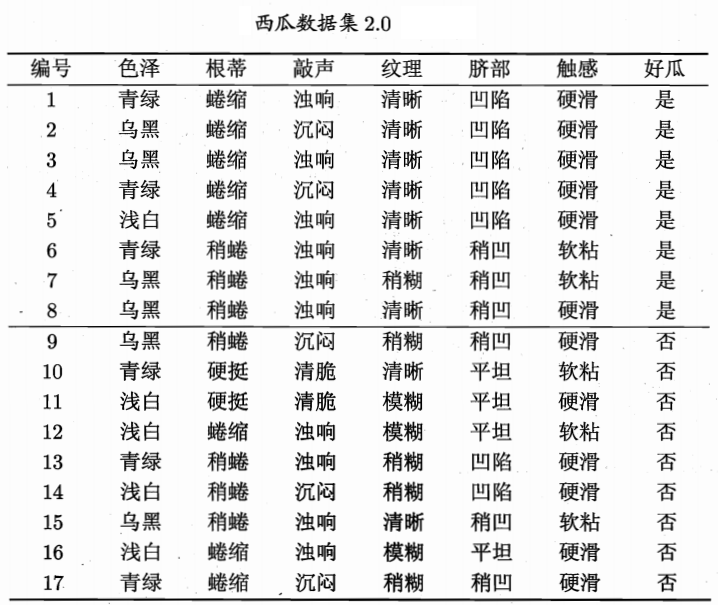 西瓜数据集 2.0
编号 色泽 根蒂 敲声 纹理 脐部 触感 好瓜
1 青绿 蜷缩 浊响 清晰 凹陷 硬滑 是
2 乌黑 蜷缩 沉闷 清晰 凹陷 硬滑 是
3 乌黑 蜷缩 浊响 清晰 凹陷 硬滑 是
4 青绿 蜷缩 沉闷 清晰 凹陷 硬滑 是
5 浅白 蜷缩 浊响 清晰 凹陷 硬滑 是
6 青绿 稍蜷 浊响 清晰 稍凹 软粘 是
7 乌黑 稍蜷 浊响 稍糊 稍凹 软粘 是
8 乌黑 稍蜷 浊响 清晰 稍凹 硬滑 是
9 乌黑 稍蜷 沉闷 稍糊 稍凹 硬滑 否
10 青绿 硬挺 清脆 清晰 平坦 软粘 否
11 浅白 硬挺 清脆 模糊 平坦 硬滑 否
12 浅白 蜷缩 浊响 模糊 平坦 软粘 否
13 青绿 稍蜷 浊响 稍糊 凹陷 硬滑 否
14 浅白 稍蜷 沉闷 稍糊 凹陷 硬滑 否
15 乌黑 稍蜷 浊响 清晰 稍凹 软粘 否
16 浅白 蜷缩 浊响 模糊 平坦 硬滑 否
17 青绿 蜷缩 沉闷 稍糊 稍凹 硬滑 否